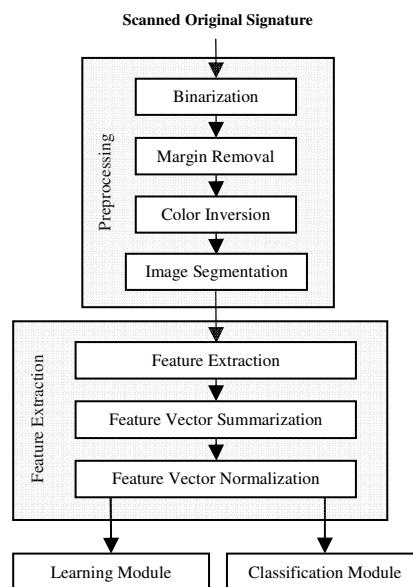 Scanned Original Signature
Preprocessing
Binarization
Margin Removal
Color Inversion
Image Segmentation
Feature Extraction
Feature Extraction
Feature Vector Summarization
Feature Vector Normalization
Learning Module
Classification Module